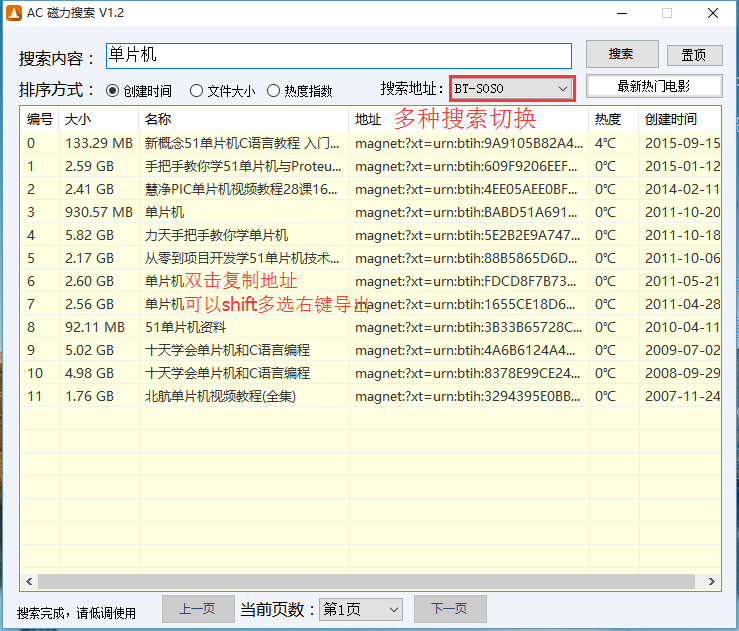 AC 磁力搜索 V1.2
搜索内容： 单片机 搜索 置顶
排序方式： 创建时间 文件大小 热度指数 搜索地址： BT-SOSO 最新热门电影
多种搜索切换
编号 大小 名称 地址 热度 创建时间
0 133.29 MB 新概念51单片机C语言教程 入门... magnet:?xt=urn:btih:9A9105B82A4... 4℃ 2015-09-15
1 2.59 GB 手把手教你学51单片机与Proteu... magnet:?xt=urn:btih:609F9206EEF... 0℃ 2015-01-12
2 2.41 GB 慧净PIC单片机视频教程28课16... magnet:?xt=urn:btih:4EE05AEE0BF... 0℃ 2014-02-11
3 930.57 MB 单片机 magnet:?xt=urn:btih:BABD51A691... 0℃ 2011-10-20
4 5.82 GB 力天手把手教你学单片机 magnet:?xt=urn:btih:5E2B2E9A747... 0℃ 2011-10-18
5 2.17 GB 从零到项目开发学51单片机技术... magnet:?xt=urn:btih:88B5865D6D... 0℃ 2011-10-06
6 2.60 GB 单片机 双击复制地址 magnet:?xt=urn:btih:FDCD8F7B73... 0℃ 2011-05-21
7 2.56 GB 单片机 可以shift多选右键导出 magnet:?xt=urn:btih:1655CE18D6... 0℃ 2011-04-28
8 92.11 MB 51单片机资料 magnet:?xt=urn:btih:3B33B65728C... 0℃ 2010-04-11
9 5.02 GB 十天学会单片机和C语言编程 magnet:?xt=urn:btih:4A6B6124A4... 0℃ 2009-07-02
10 4.98 GB 十天学会单片机和C语言编程 magnet:?xt=urn:btih:8378E99CE24... 0℃ 2008-09-29
11 1.76 GB 北航单片机视频教程(全集) magnet:?xt=urn:btih:3294395E0BB... 0℃ 2007-11-24
搜索完成，请低调使用 上一页 当前页数： 第1页 下一页